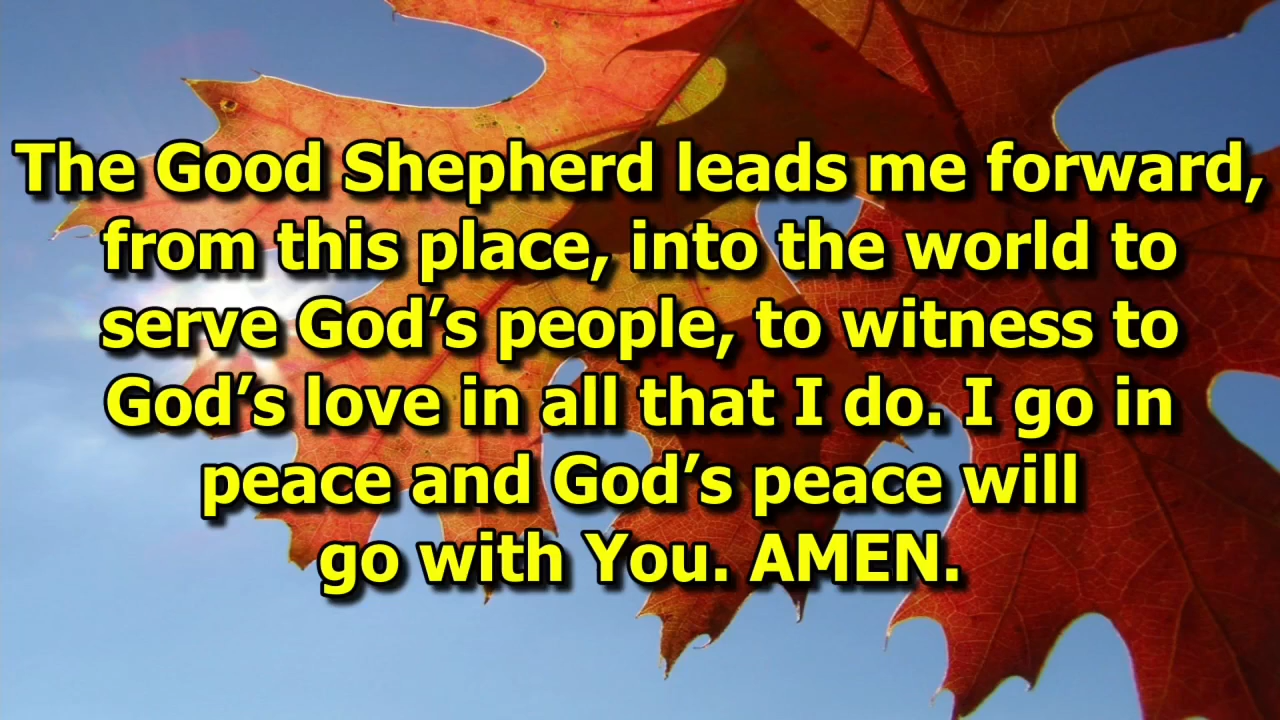 The Good Shepherd leads me forward,
from this place, into the world to
serve God’s people, to witness to
God’s love in all that I do. I go in
peace and God’s peace will
go with You. AMEN.